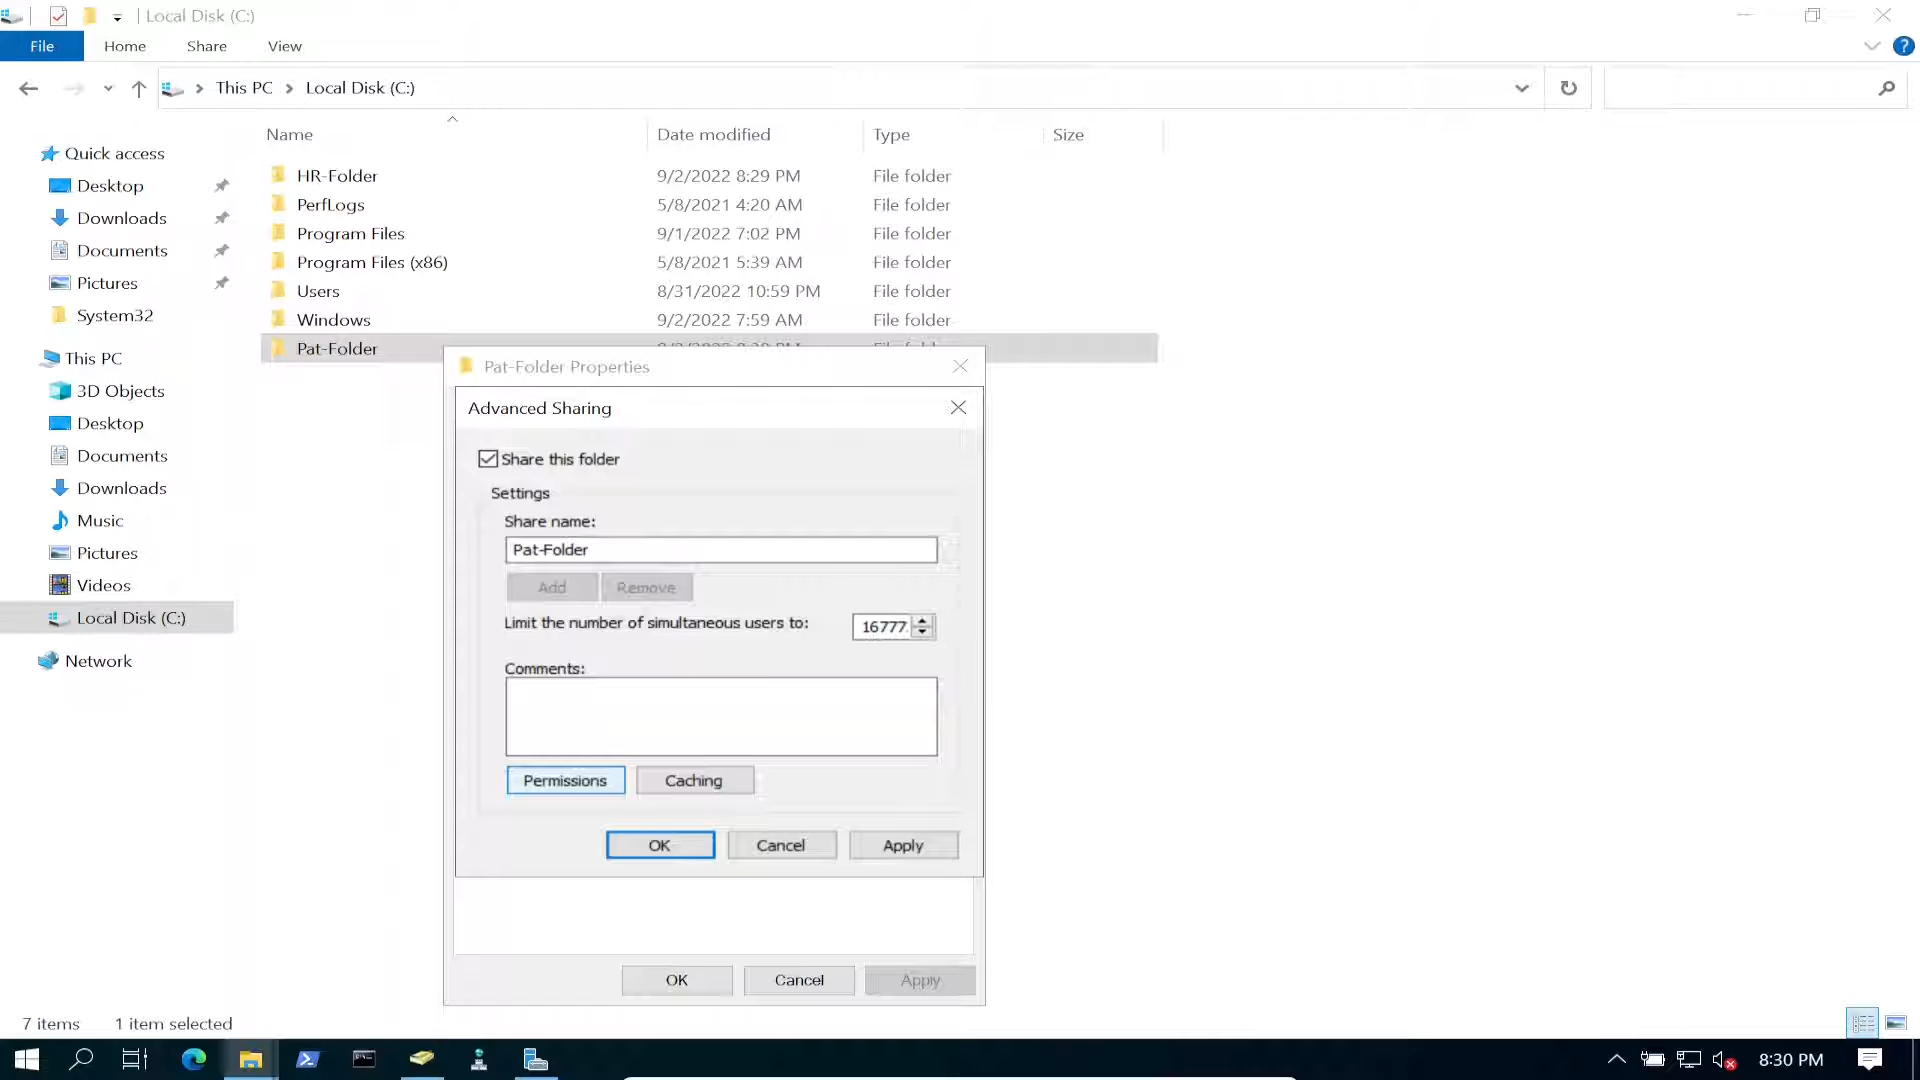 Local Disk (C:)
File Home Share View
This PC Local Disk (C:)
Name Date modified Type Size
Quick access
Desktop
Downloads
Documents
Pictures
System32
This PC
3D Objects
Desktop
Documents
Downloads
Music
Pictures
Videos
Local Disk (C:)
Network
HR-Folder 9/2/2022 8:29 PM File folder
PerfLogs 5/8/2021 4:20 AM File folder
Program Files 9/1/2022 7:02 PM File folder
Program Files (x86) 5/8/2021 5:39 AM File folder
Users 8/31/2022 10:59 PM File folder
Windows 9/2/2022 7:59 AM File folder
Pat-Folder
Pat-Folder Properties
Advanced Sharing
Share this folder
Settings
Share name:
Pat-Folder
Add Remove
Limit the number of simultaneous users to: 16777
Comments:
Permissions Caching
OK Cancel Apply
OK Cancel Apply
7 items 1 item selected
8:30 PM